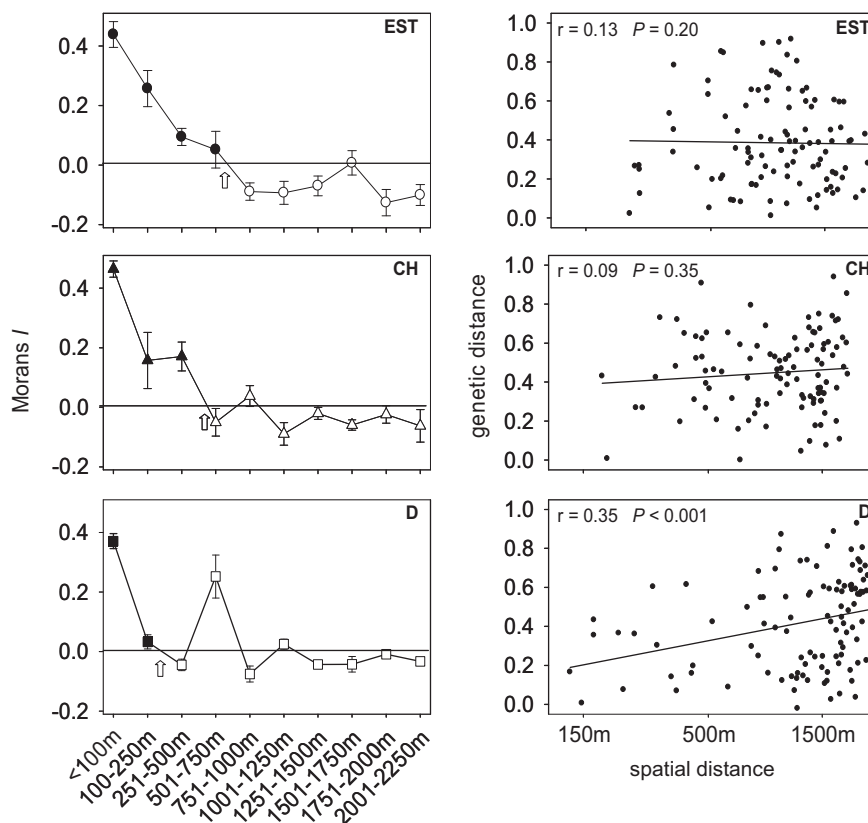 EST
0.4
0.2
0.0
-0.2
CH
0.4
0.2
0.0
-0.2
D
0.4
0.2
0.0
-0.2
Morans I
<100m
100-250m
251-500m
501-750m
751-1000m
1001-1250m
1251-1500m
1501-1750m
1751-2000m
2001-2250m
r = 0.13 P = 0.20
EST
1.0
0.8
0.6
0.4
0.2
0.0
r = 0.09 P = 0.35
CH
1.0
0.8
0.6
0.4
0.2
0.0
r = 0.35 P < 0.001
D
1.0
0.8
0.6
0.4
0.2
0.0
genetic distance
150m
500m
1500m
spatial distance